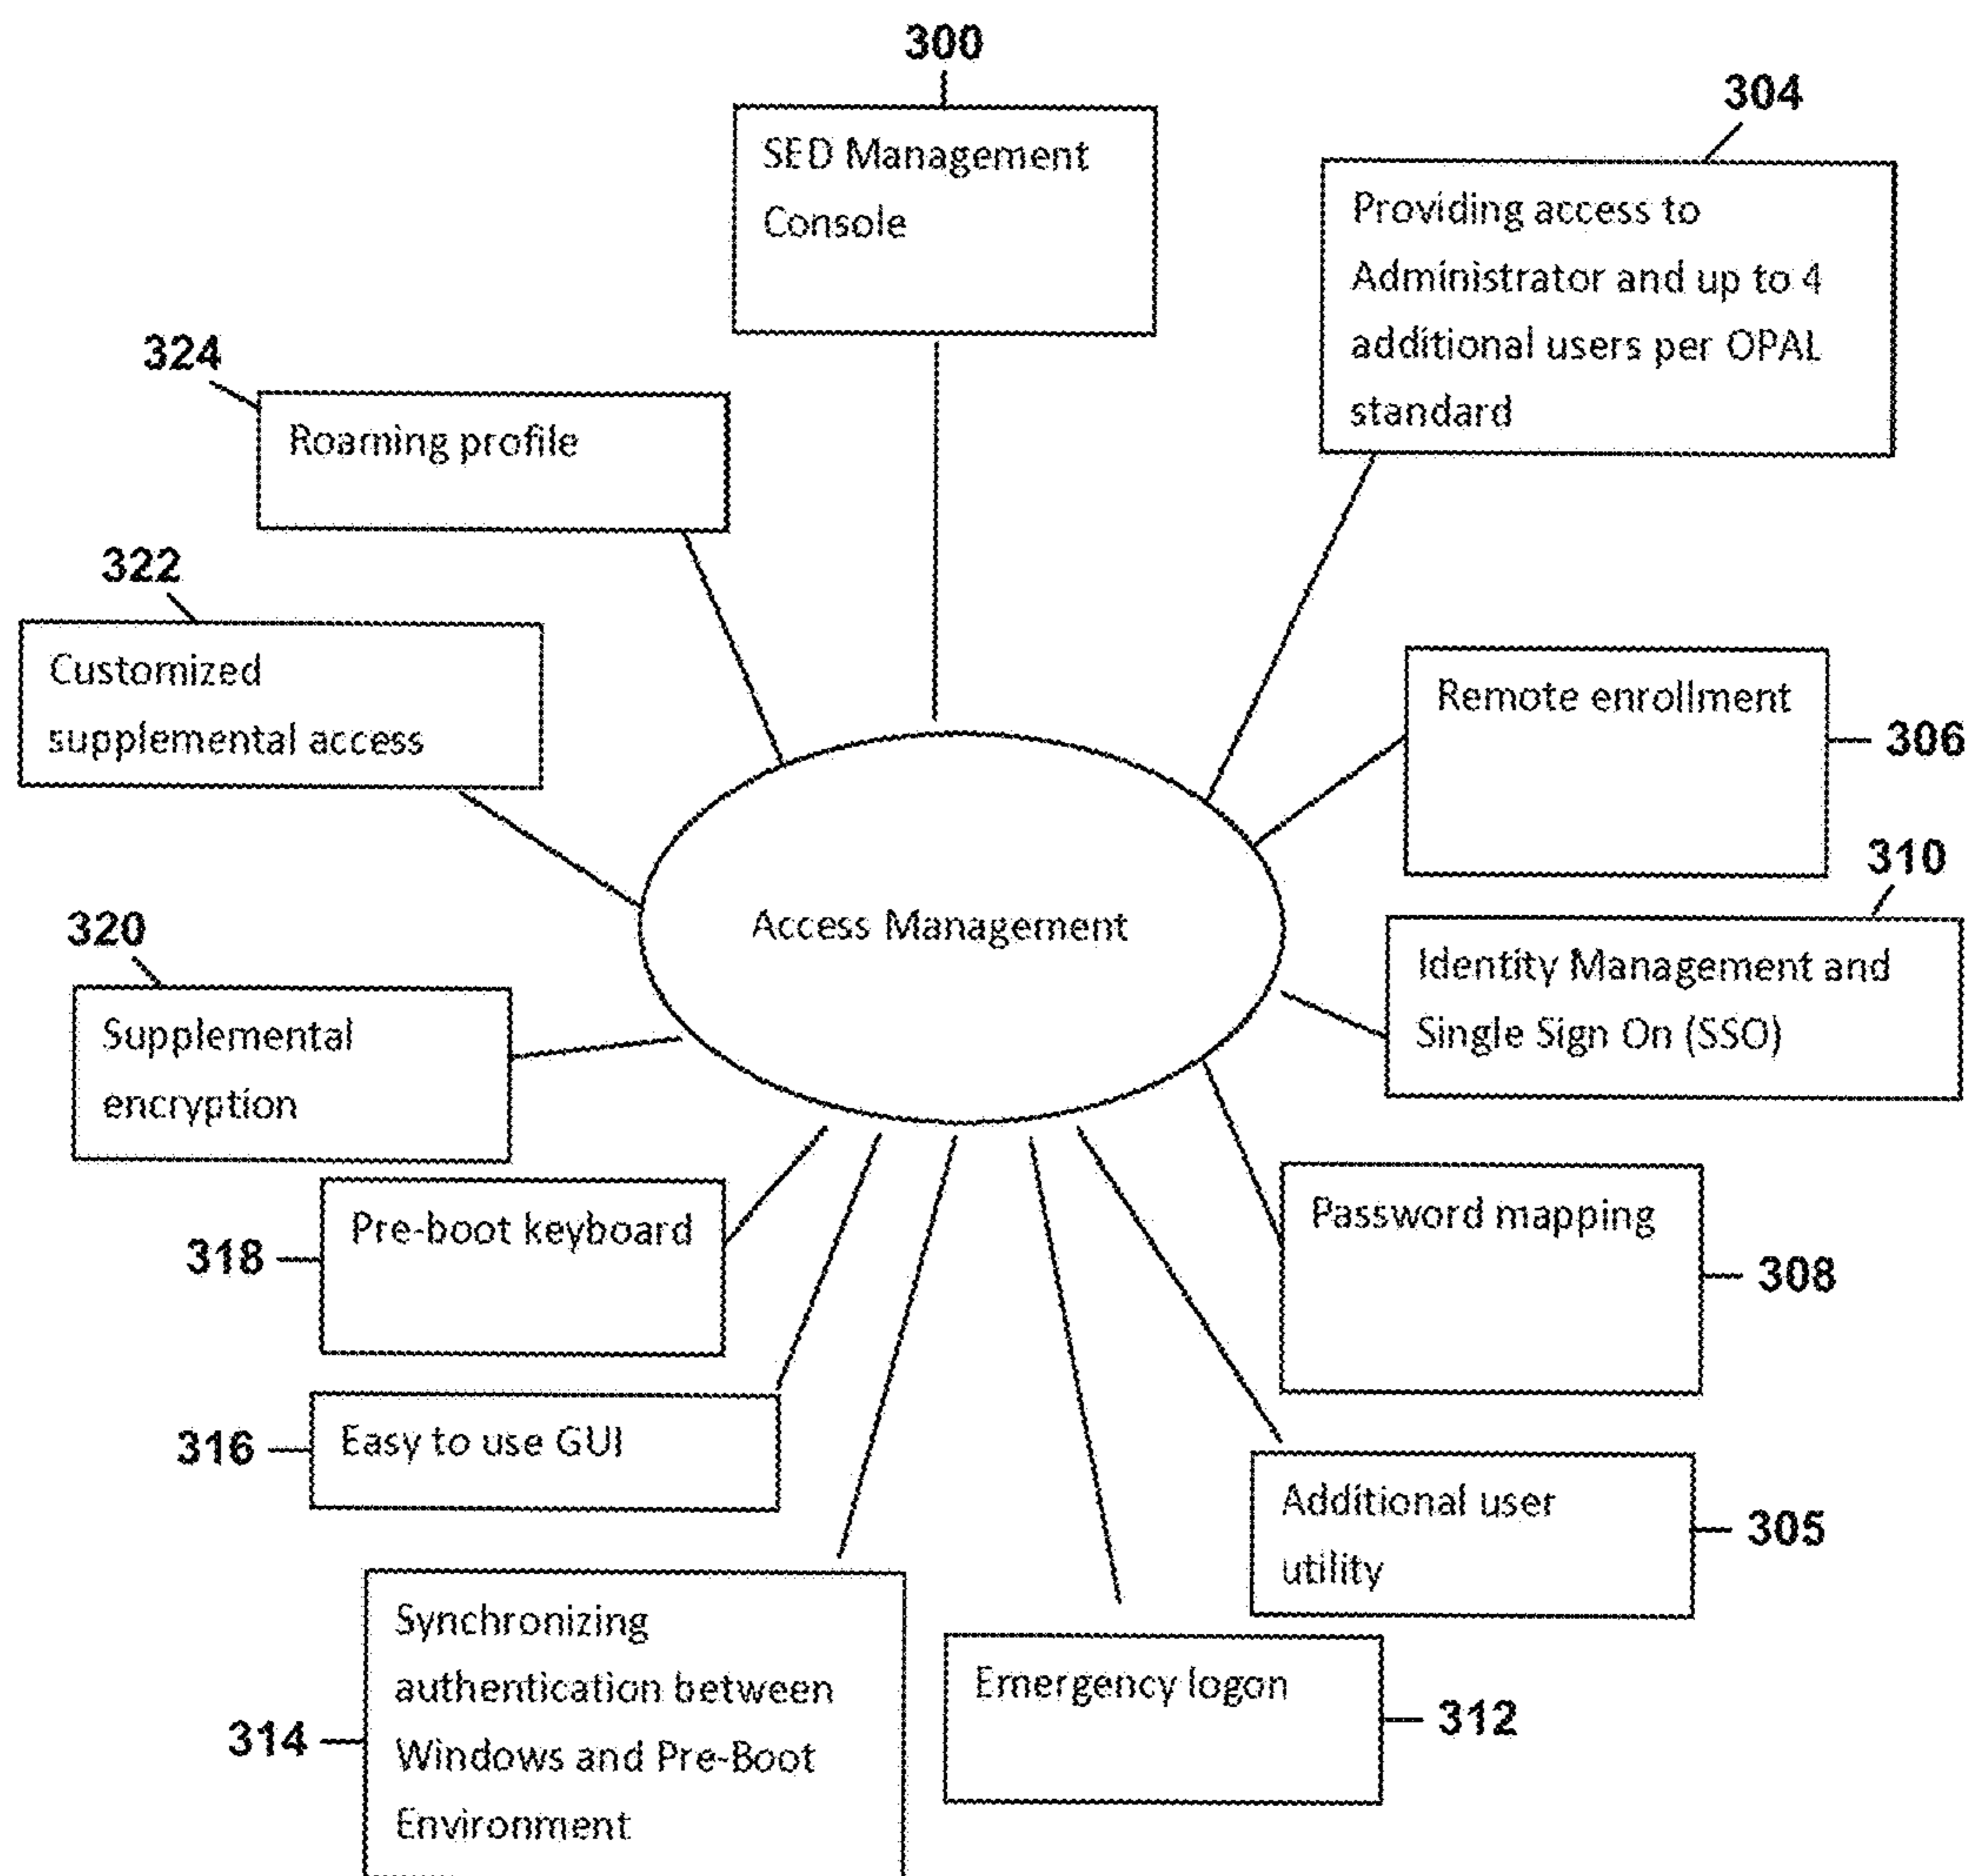 300
SED Management
Console
304
Providing access to
Administrator and up to 4
additional users per OPAL
standard
324
Roaming profile
322
Customized
supplemental access
Remote enrollment
306
310
Identity Management and
Single Sign On (SSO)
Access Management
320
Supplemental
encryption
318
Pre-boot keyboard
Password mapping
308
316
Easy to use GUI
Additional user
utility
305
314
Synchronizing
authentication between
Windows and Pre-Boot
Environment
Emergency logon
312